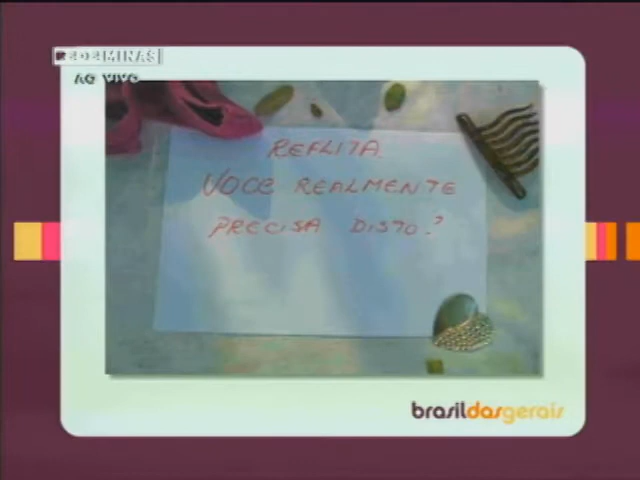 REDEMINAS
AO VIVO
REFLITA.
VOCE REALMENTE
PRECISA DISTO?
brasildasgerais